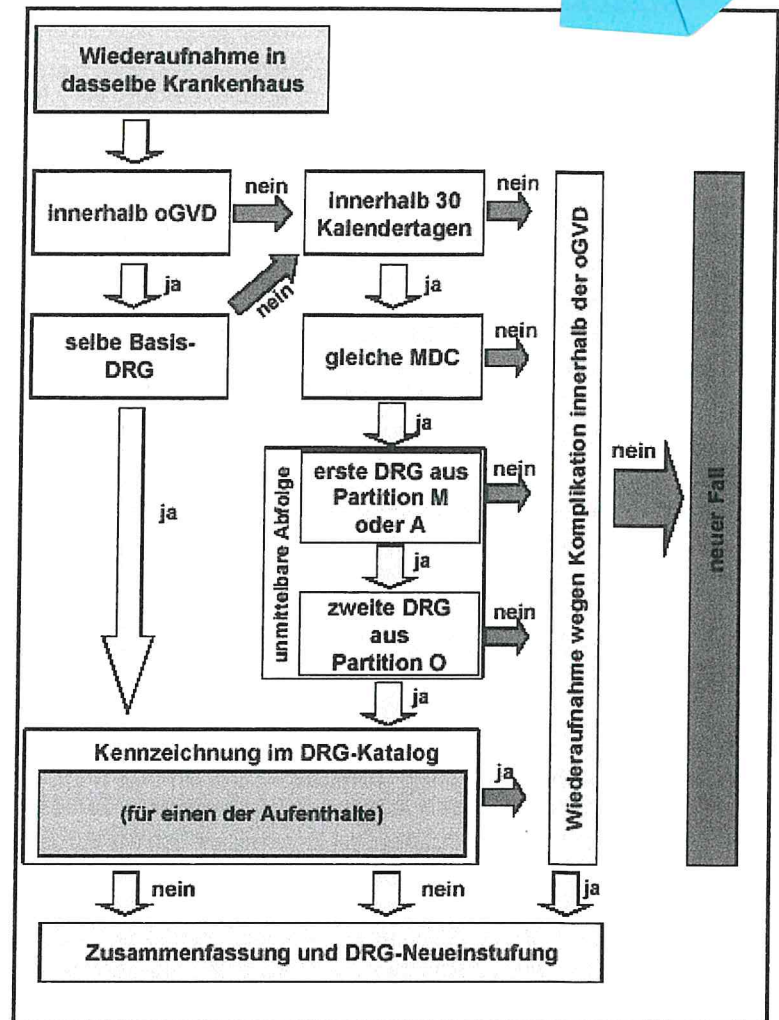 Wiederaufnahme in
dasselbe Krankenhaus
innerhalb oGVD
nein
innerhalb 30
Kalendertagen
nein
ja
nein
ja
selbe Basis-
DRG
gleiche MDC
nein
ja
ja
unmittelbare Abfolge
erste DRG aus
Partition M
oder A
nein
ja
zweite DRG
aus
Partition O
nein
ja
Kennzeichnung im DRG-Katalog
(für einen der Aufenthalte)
ja
Wiederaufnahme wegen Komplikation innerhalb der oGVD
nein
neuer Fall
nein
nein
ja
Zusammenfassung und DRG-Neueinstufung